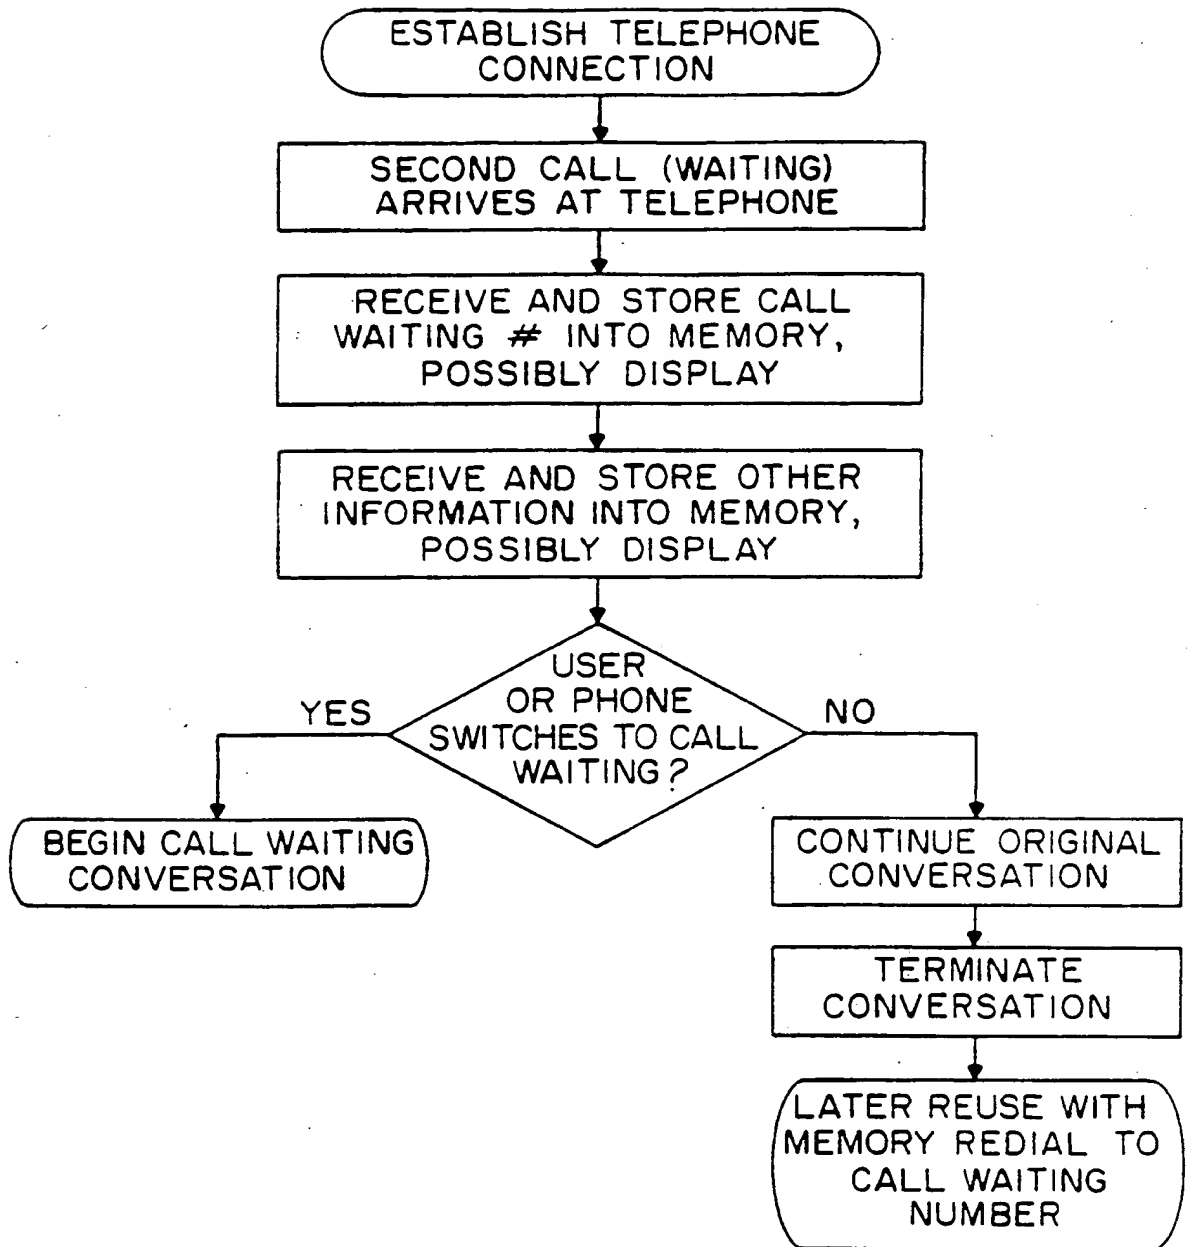 ESTABLISH TELEPHONE
CONNECTION
SECOND CALL (WAITING)
ARRIVES AT TELEPHONE
RECEIVE AND STORE CALL
WAITING # INTO MEMORY,
POSSIBLY DISPLAY
RECEIVE AND STORE OTHER
INFORMATION INTO MEMORY,
POSSIBLY DISPLAY
USER
OR PHONE
SWITCHES TO CALL
WAITING?
YES
NO
BEGIN CALL WAITING
CONVERSATION
CONTINUE ORIGINAL
CONVERSATION
TERMINATE
CONVERSATION
LATER REUSE WITH
MEMORY REDIAL TO
CALL WAITING
NUMBER